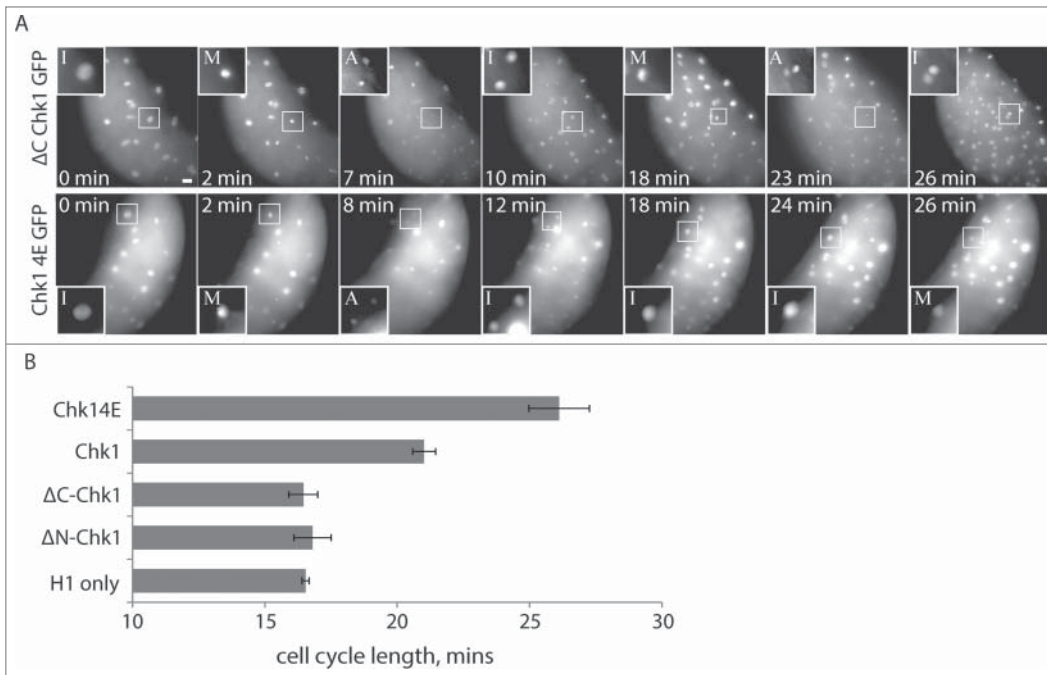 A
ΔC Chk1 GFP
I M A I M A I
0 min 2 min 7 min 10 min 18 min 23 min 26 min
Chk1 4E GFP
0 min 2 min 8 min 12 min 18 min 24 min 26 min
I M A I I I M
B
Chk14E
Chk1
ΔC-Chk1
ΔN-Chk1
H1 only
10 15 20 25 30
cell cycle length, mins